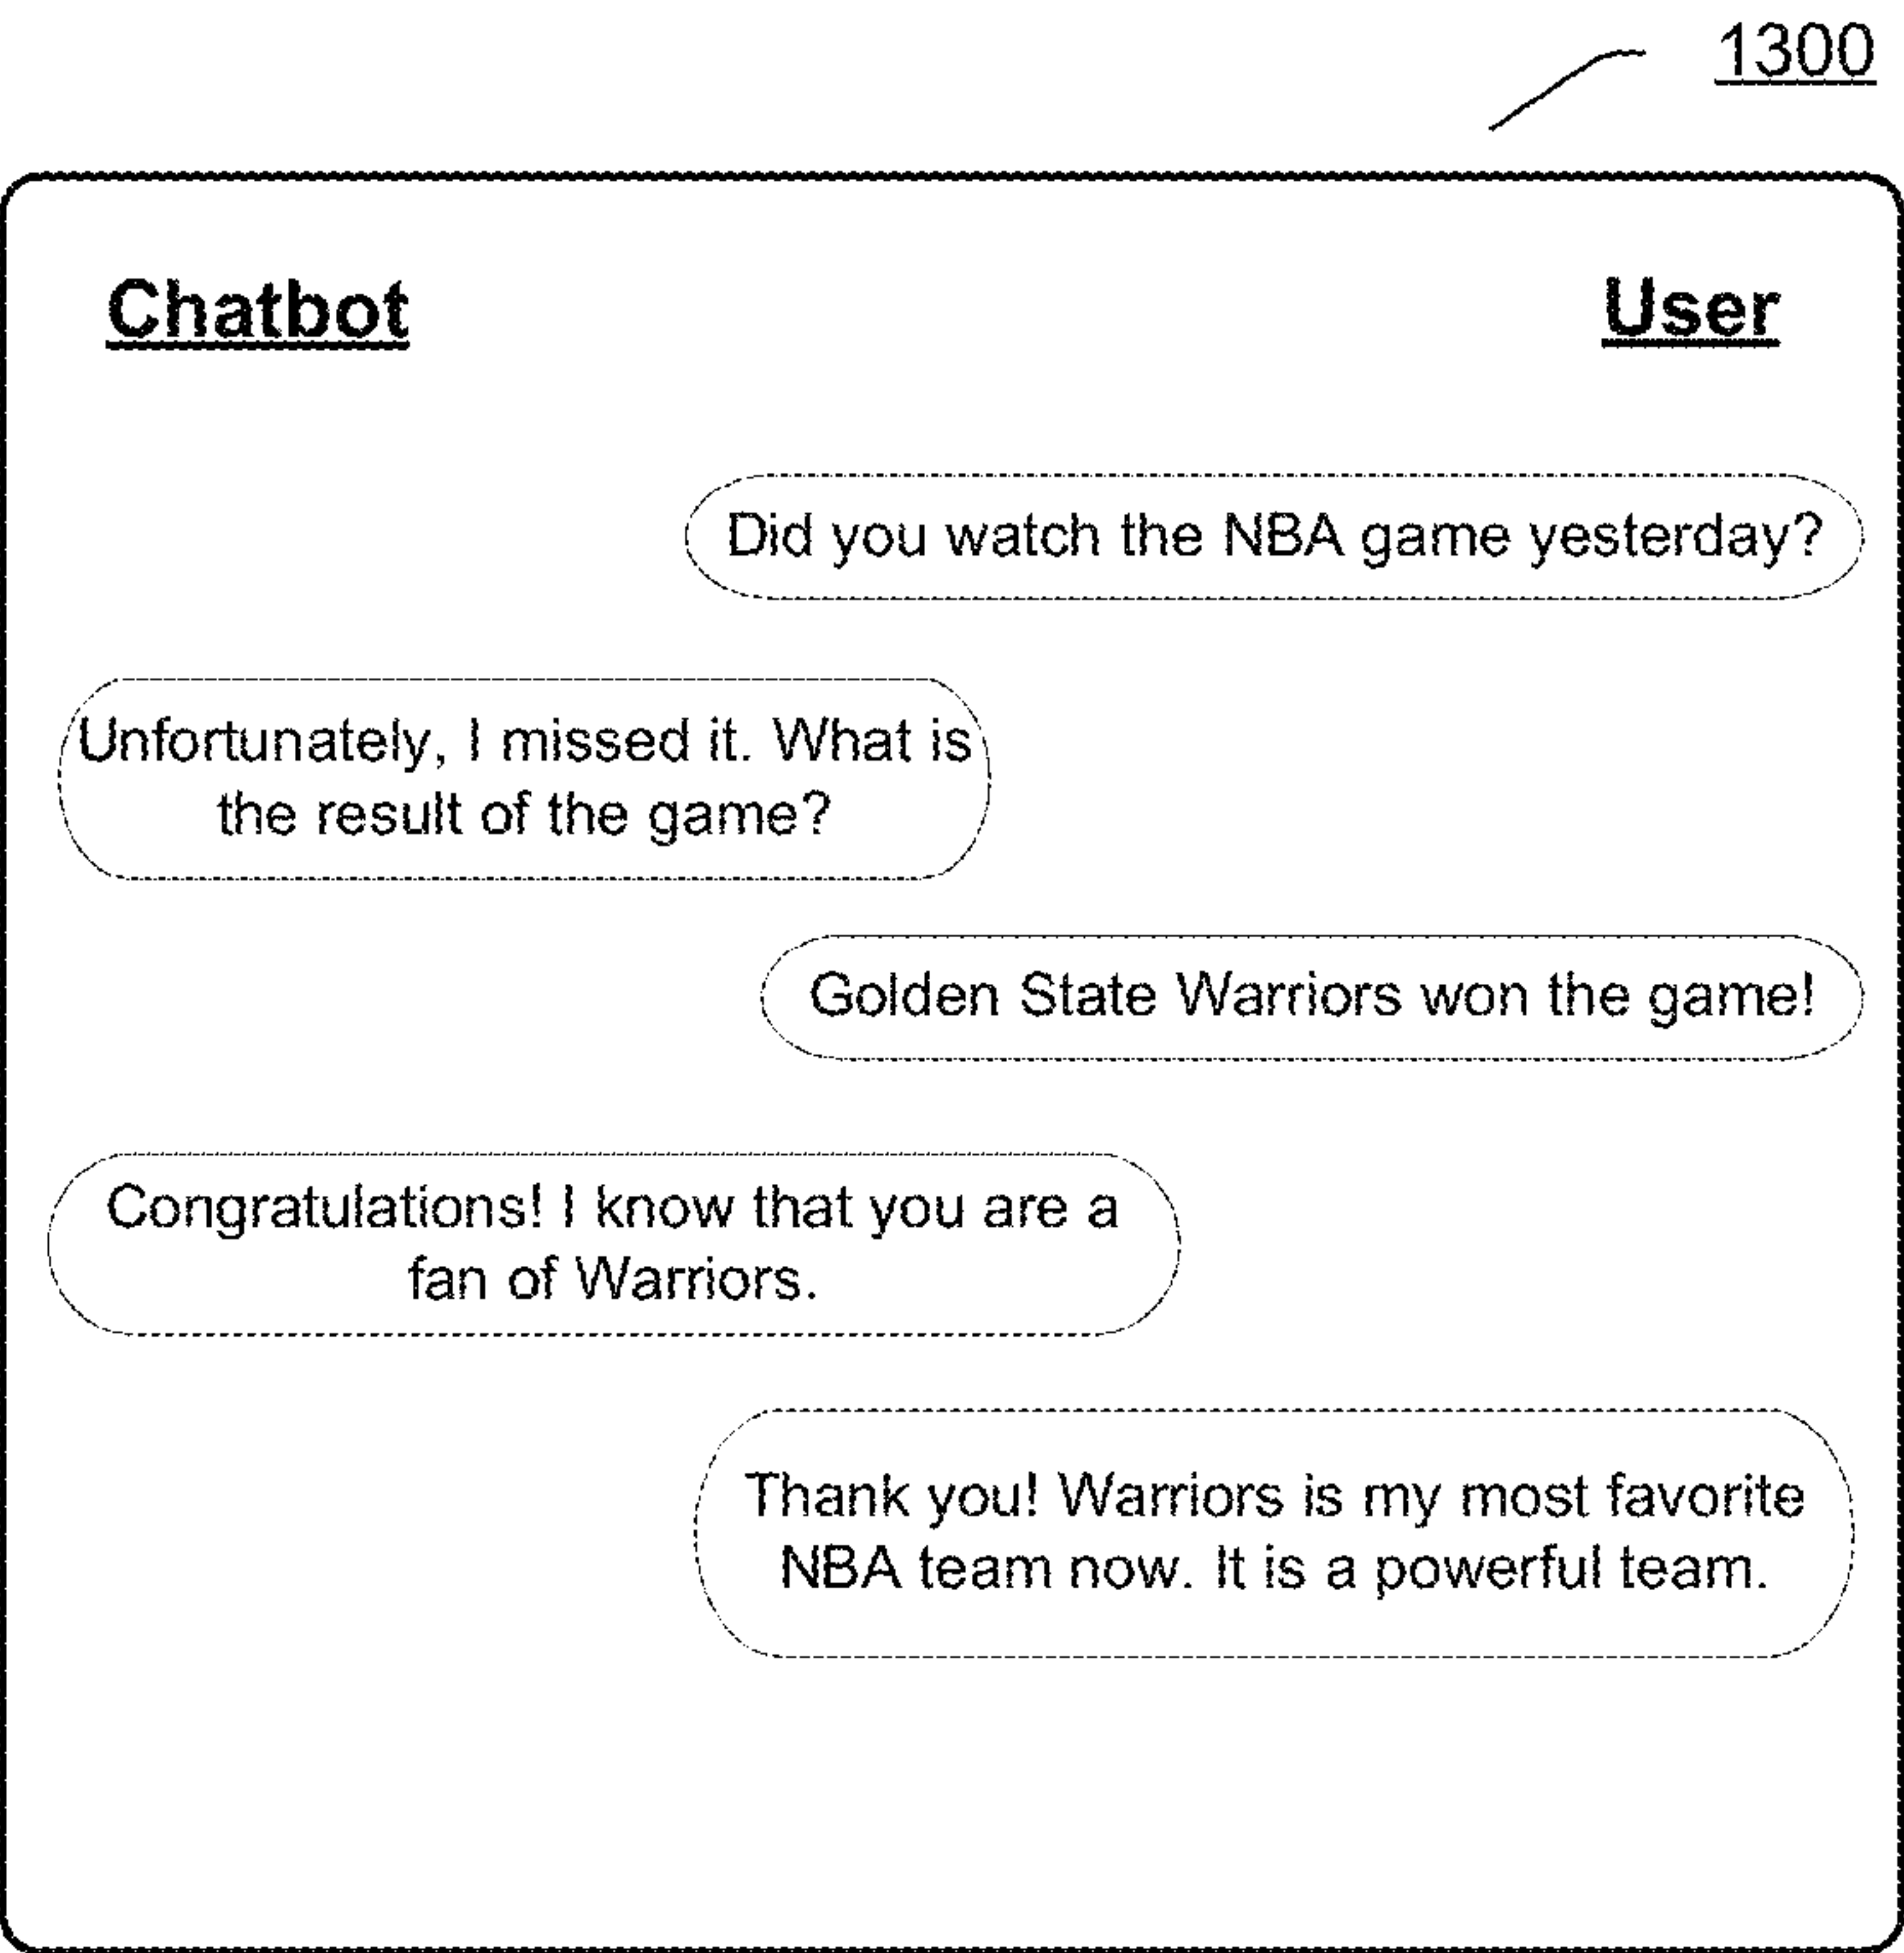 1300
Chatbot
User
Did you watch the NBA game yesterday?
Unfortunately, I missed it. What is
the result of the game?
Golden State Warriors won the game!
Congratulations! I know that you are a
fan of Warriors.
Thank you! Warriors is my most favorite
NBA team now. It is a powerful team.